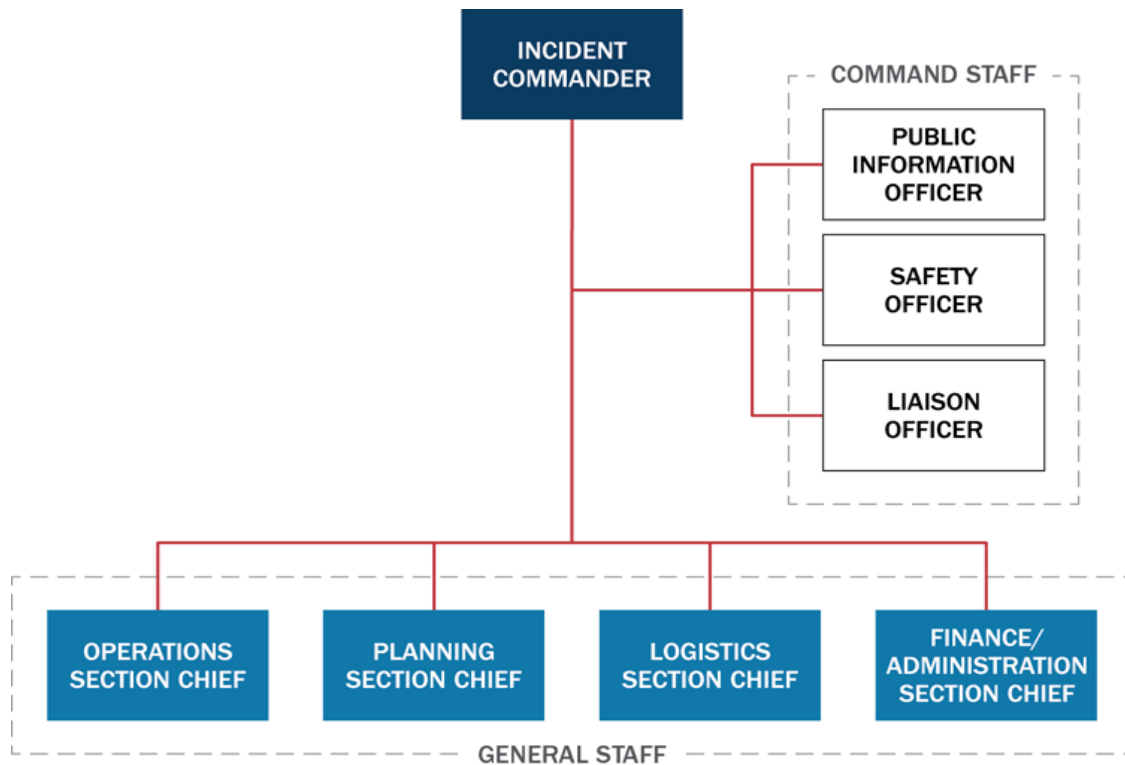 INCIDENT
COMMANDER
COMMAND STAFF
PUBLIC
INFORMATION
OFFICER
SAFETY
OFFICER
LIAISON
OFFICER
OPERATIONS
SECTION CHIEF
PLANNING
SECTION CHIEF
LOGISTICS
SECTION CHIEF
FINANCE/
ADMINISTRATION
SECTION CHIEF
GENERAL STAFF